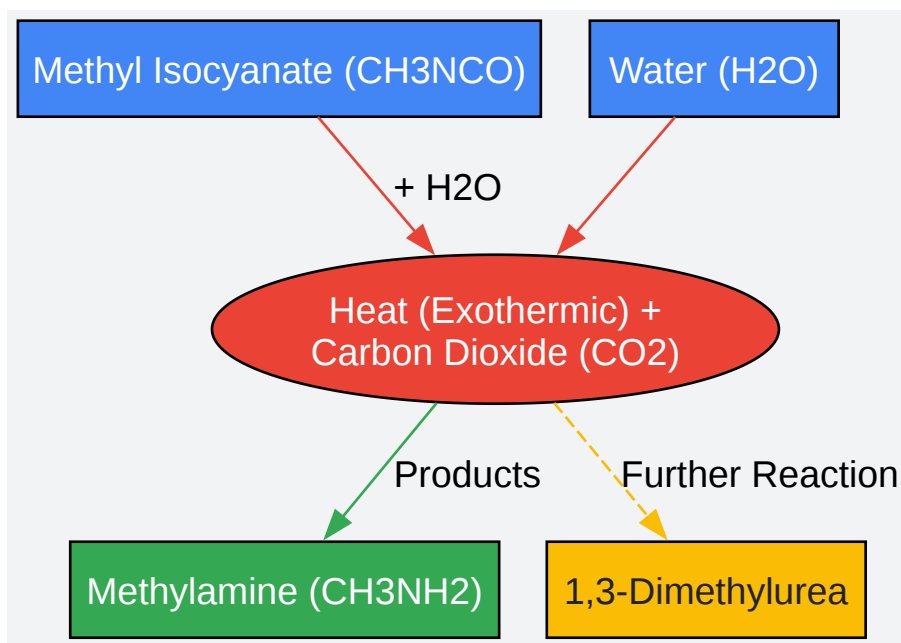 Methyl Isocyanate (CH3NCO)
Water (H2O)
+ H2O
Heat (Exothermic) +
Carbon Dioxide (CO2)
Products
Further Reaction
Methylamine (CH3NH2)
1,3-Dimethylurea